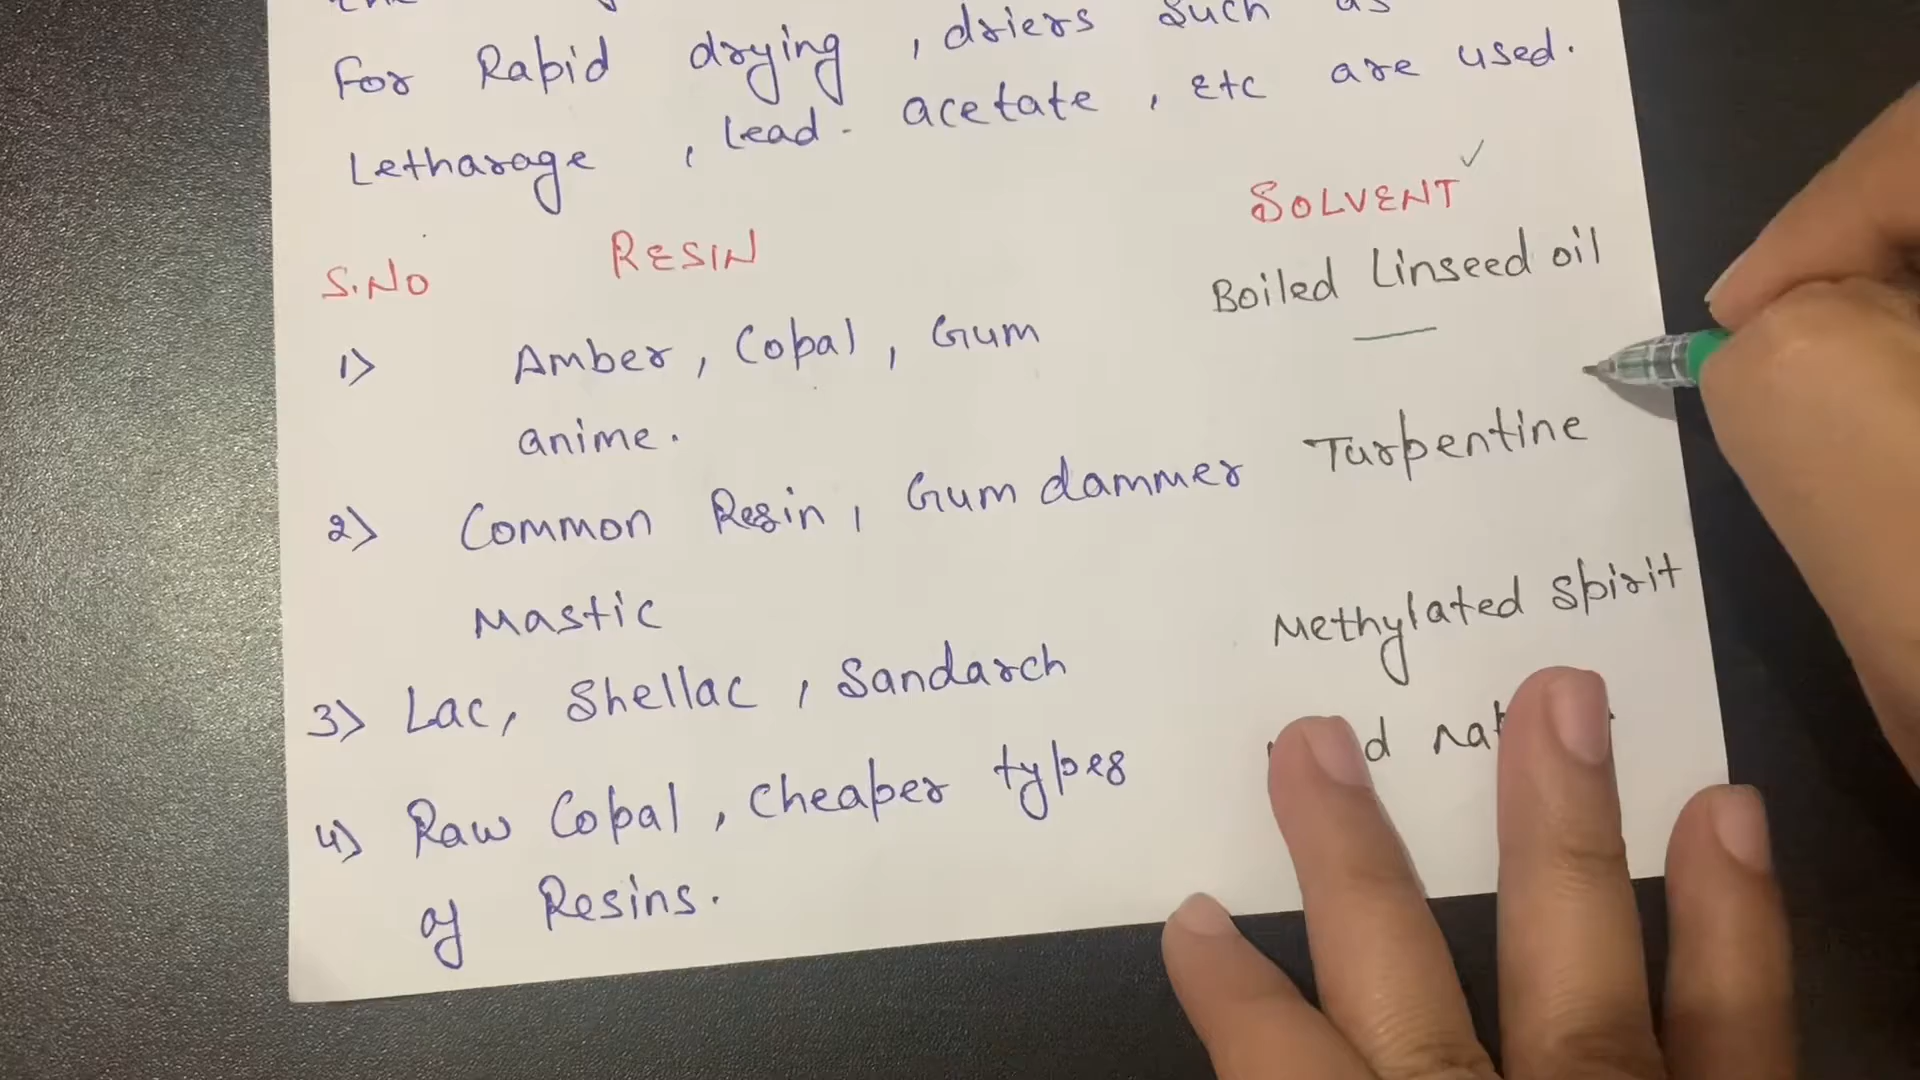 For Rapid drying , driers such as
Letharage , lead - acetate , Etc are used.
S.No RESIN SOLVENT ✓
1) Amber , Copal , Gum Boiled Linseed oil
anime.
2) Common Resin , Gum dammer Turpentine
Mastic
3) Lac, Shellac , Sandarch Methylated spirit
4) Raw Copal , Cheaper types
of Resins.